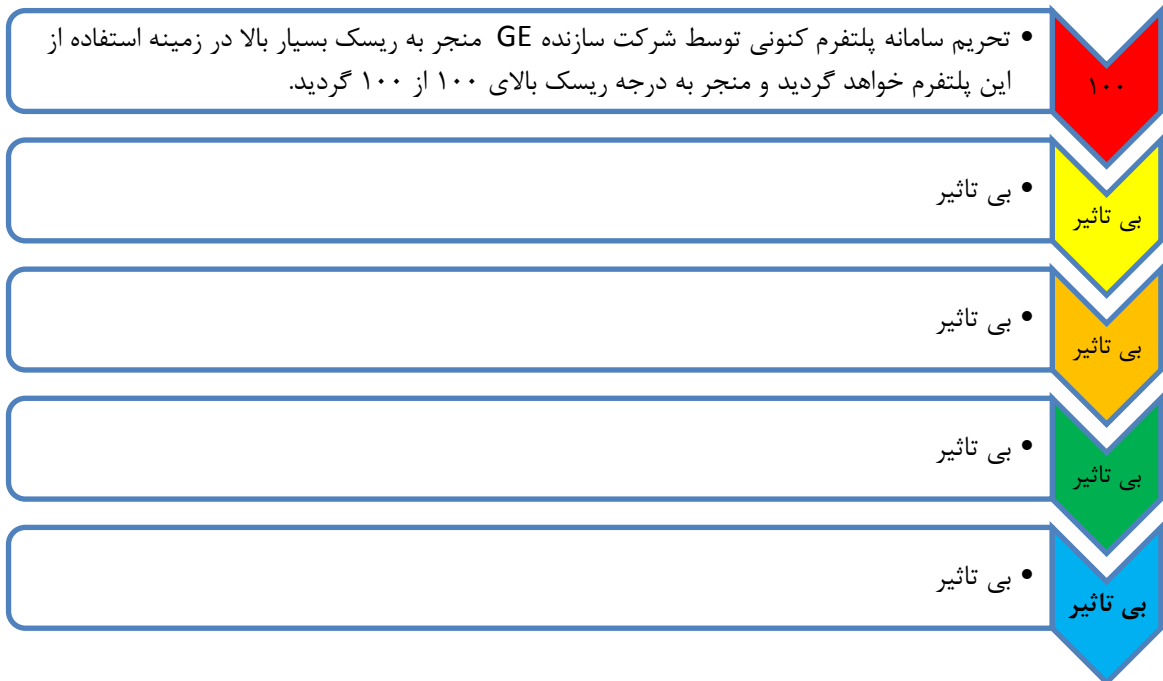 ۱۰۰
• تحریم سامانه پلتفرم کنونی توسط شرکت سازنده GE منجر به ریسک بسیار بالا در زمینه استفاده از
این پلتفرم خواهد گردید و منجر به درجه ریسک بالای ۱۰۰ از ۱۰۰ گردید.
بی تاثیر
• بی تاثیر
بی تاثیر
• بی تاثیر
بی تاثیر
• بی تاثیر
بی تاثیر
• بی تاثیر